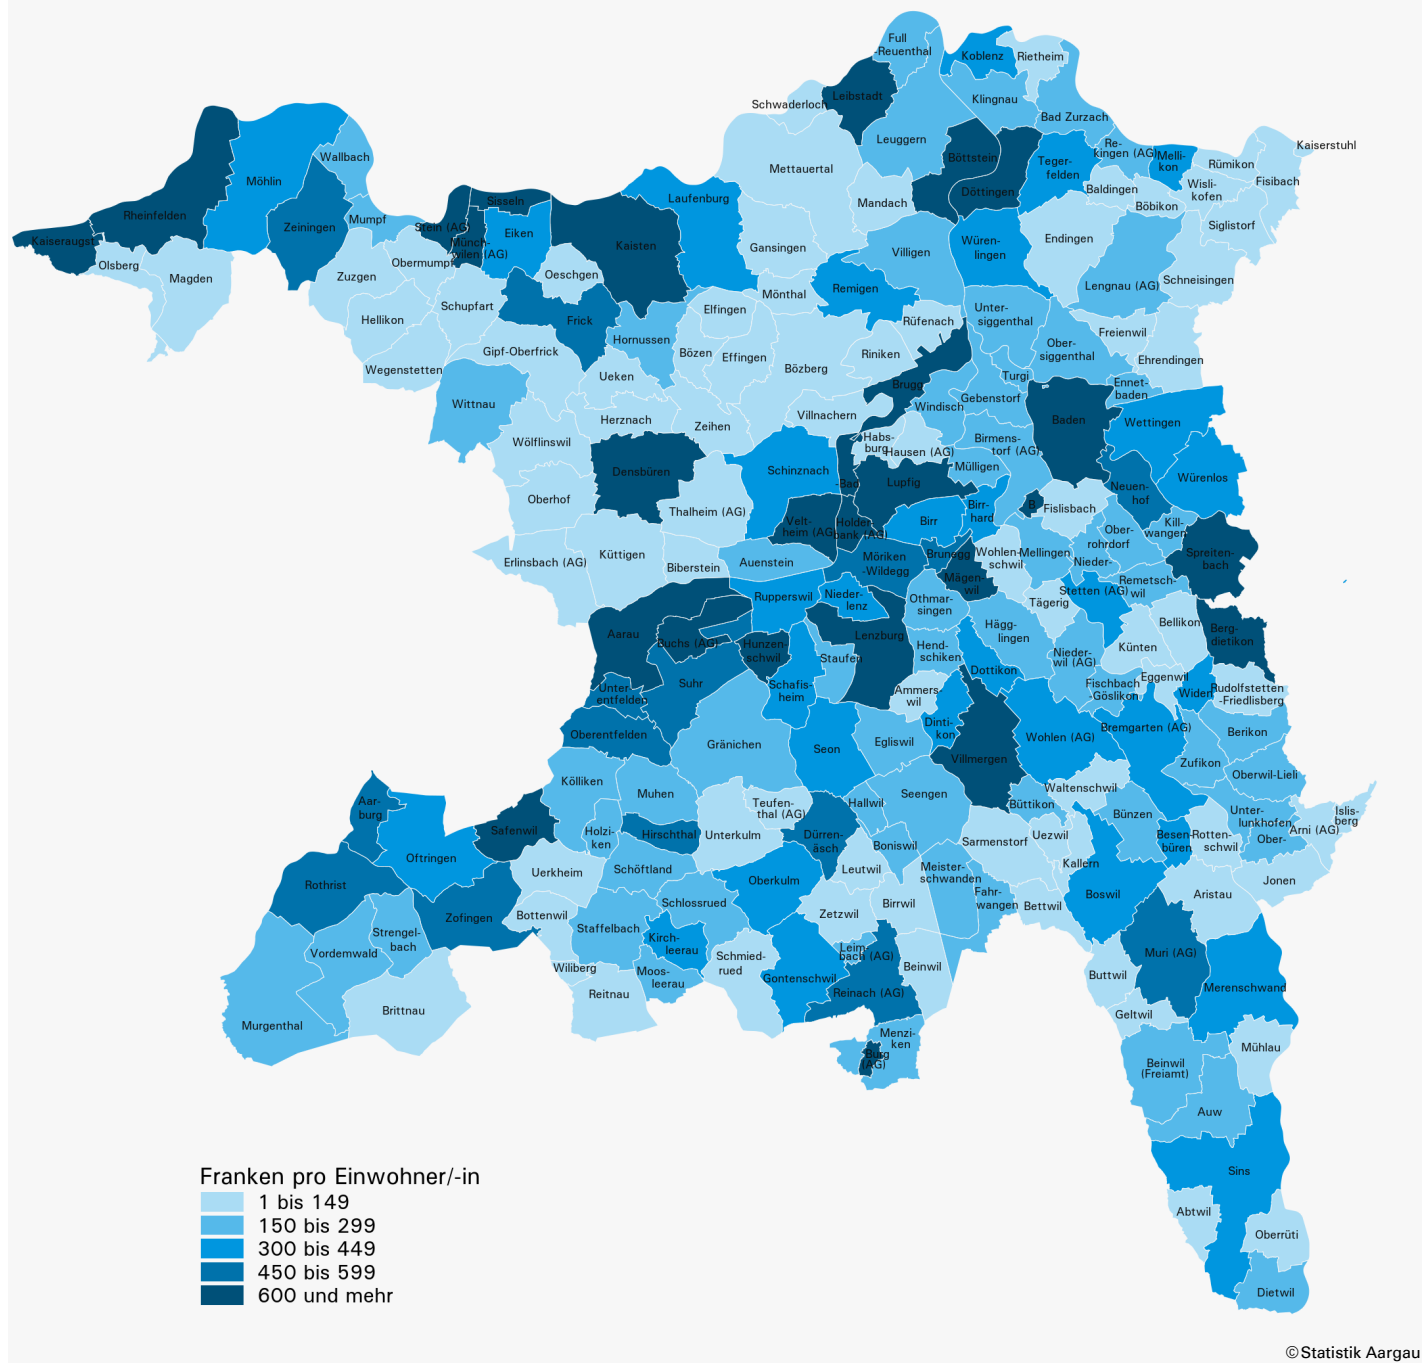 Full
-Reuenthal
Koblenz
Rietheim
Schwaderloch
Leibstadt
Klingnau
Bad Zurzach
Leuggern
Wallbach
Möhlin
Mettauertal
Böttstein
Teger-
felden
Re-
kingen (AG)
Melli-
kon
Rümikon
Kaiserstuhl
Fisibach
Wisli-
kofen
Baldingen
Böbikon
Döttingen
Mandach
Laufenburg
Siglistorf
Rheinfelden
Zeiningen
Mumpf
Stein (AG)
Sisseln
Eiken
Münch-
wilen (AG)
Kaiseraugst
Kaisten
Gansingen
Villigen
Würen-
lingen
Endingen
Olsberg
Magden
Obermumpf
Zuzgen
Oeschgen
Mönthal
Remigen
Lengnau (AG)
Schneisingen
Hellikon
Schupfart
Frick
Elfingen
Rüfenach
Unter-
siggenthal
Freienwil
Hornussen
Ober-
siggenthal
Ehrendingen
Gipf-Oberfrick
Bözen
Effingen
Riniken
Bözberg
Wegenstetten
Ueken
Turgi
Ennet-
baden
Brugg
Wittnau
Windisch
Gebenstorf
Herznach
Zeihen
Villnachern
Baden
Wettingen
Wölflinswil
Habs-
burg
Hausen (AG)
Birmens-
torf (AG)
Densbüren
Schinznach
-Bad
Lupfig
Mülligen
Neuen-
hof
Würenlos
Oberhof
Thalheim (AG)
Velt-
heim (AG)
Holder-
bank (AG)
Birr
Birr-
hard
B
Fislisbach
Kill-
wangen
Ober-
rohrdorf
Erlinsbach (AG)
Küttigen
Biberstein
Auenstein
Möriken
-Wildegg
Brunegg
Mägen-
wil
Wohlen-
schwil
Mellingen
Nieder-
Spreiten-
bach
Remetsch-
wil
Stetten (AG)
Tägerig
Rupperswil
Nieder-
lenz
Othmar-
singen
Aarau
Buchs (AG)
Hunzen-
schwil
Lenzburg
Staufen
Hend-
schiken
Hägg-
lingen
Bellikon
Berg-
dietikon
Künten
Nieder-
wil (AG)
Dottikon
Suhr
Unter-
entfelden
Schafis-
heim
Ammers-
wil
Fischbach
-Göslikon
Eggenwil
Widen
Rudolfstetten
-Friedlisberg
Oberentfelden
Gränichen
Seon
Egliswil
Dinti-
kon
Wohlen (AG)
Bremgarten (AG)
Berikon
Villmergen
Zufikon
Oberwil-Lieli
Kölliken
Muhen
Seengen
Hallwil
Waltenschwil
Büttikon
Bünzen
Aar-
burg
Teufen-
thal (AG)
Unter-
lunkhofen
Islis-
berg
Arni (AG)
Safenwil
Holzi-
ken
Hirschthal
Unterkulm
Dürren-
äsch
Boniswil
Sarmenstorf
Uezwil
Besen-
büren
Rotten-
schwil
Ober-
Oftringen
Kallern
Rothrist
Uerkheim
Schöftland
Oberkulm
Leutwil
Meister-
schwanden
Jonen
Aristau
Boswil
Fahr-
wangen
Bettwil
Schlossrued
Birrwil
Zetzwil
Zofingen
Bottenwil
Strengel-
bach
Staffelbach
Kirch-
leerau
Vordemwald
Wiliberg
Moos-
leerau
Schmied-
rued
Leim-
bach (AG)
Muri (AG)
Beinwil
Gontenschwil
Reinach (AG)
Buttwil
Merenschwand
Reitnau
Brittnau
Geltwil
Murgenthal
Menzi-
ken
Burg
(AG)
Mühlau
Beinwil
(Freiamt)
Auw
Sins
Abtwil
Oberrüti
Dietwil
Franken pro Einwohner/-in
1 bis 149
150 bis 299
300 bis 449
450 bis 599
600 und mehr
©Statistik Aargau